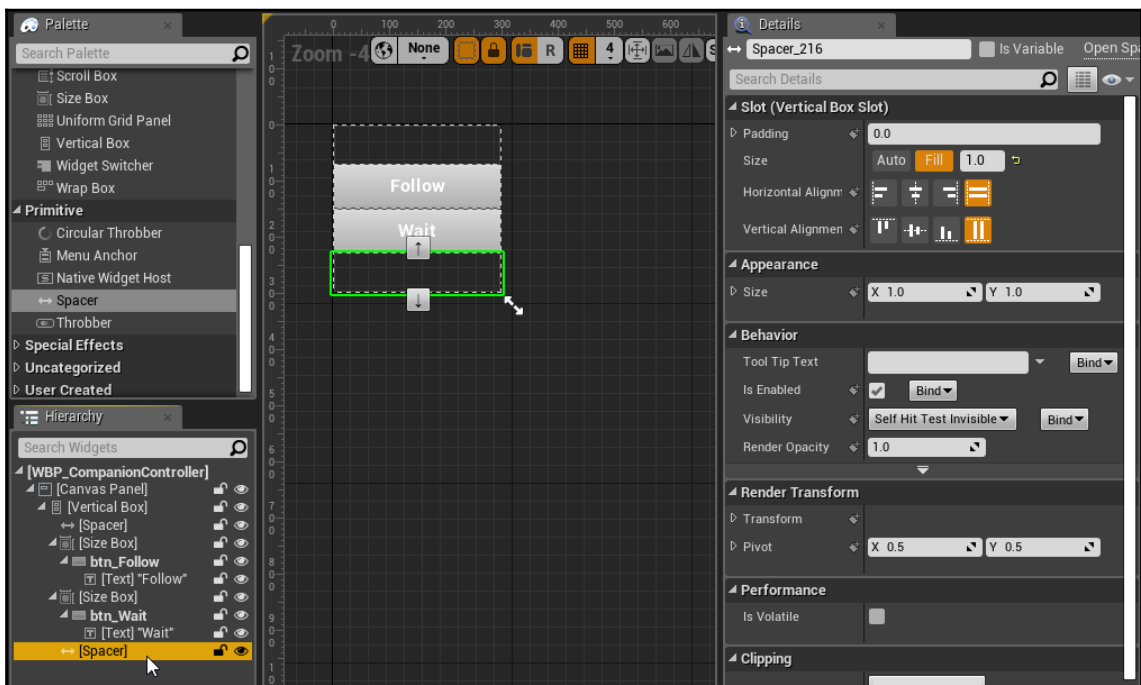 Palette
Search Palette
Scroll Box
Size Box
Uniform Grid Panel
Vertical Box
Widget Switcher
Wrap Box
Primitive
Circular Throbber
Menu Anchor
Native Widget Host
Spacer
Throbber
Special Effects
Uncategorized
User Created
Hierarchy
Search Widgets
[WBP_CompanionController]
[Canvas Panel]
[Vertical Box]
[Spacer]
[Size Box]
btn_Follow
[Text] "Follow"
[Size Box]
btn_Wait
[Text] "Wait"
[Spacer]
0 100 200 300 400 500 600
Zoom -4
None
R
4
S
Follow
Wait
Details
Spacer_216
Is Variable
Open Spa
Search Details
Slot (Vertical Box Slot)
Padding 0.0
Size Auto Fill 1.0
Horizontal Alignm
Vertical Alignmen
Appearance
Size X 1.0 Y 1.0
Behavior
Tool Tip Text Bind
Is Enabled Bind
Visibility Self Hit Test Invisible Bind
Render Opacity 1.0
Render Transform
Transform
Pivot X 0.5 Y 0.5
Performance
Is Volatile
Clipping